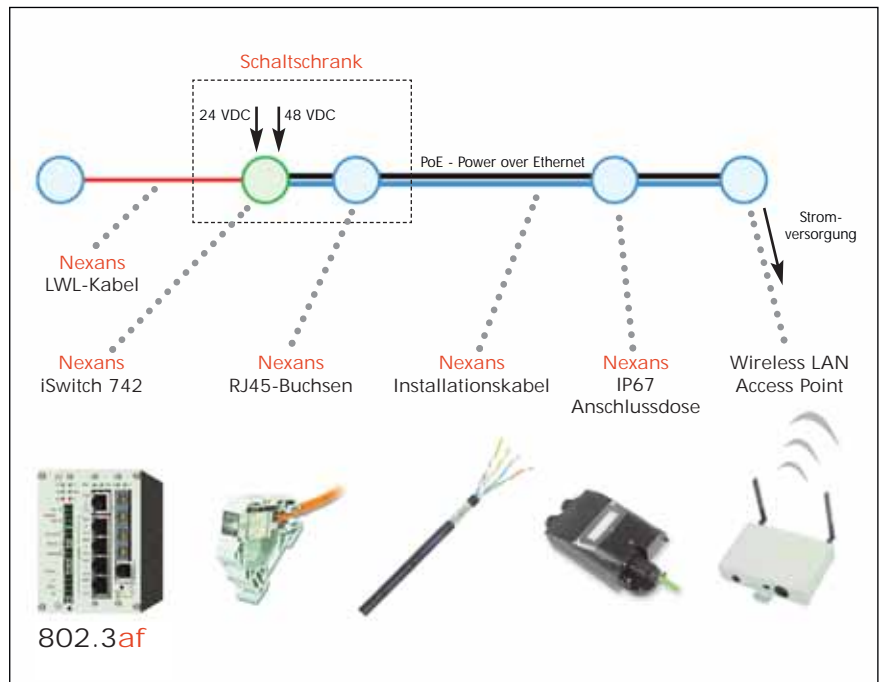 Schaltschrank
24 VDC
48 VDC
PoE - Power over Ethernet
Strom-
versorgung
Nexans
LWL-Kabel
Nexans
iSwitch 742
Nexans
RJ45-Buchsen
Nexans
Installationskabel
Nexans
IP67
Anschlussdose
Wireless LAN
Access Point
802.3af